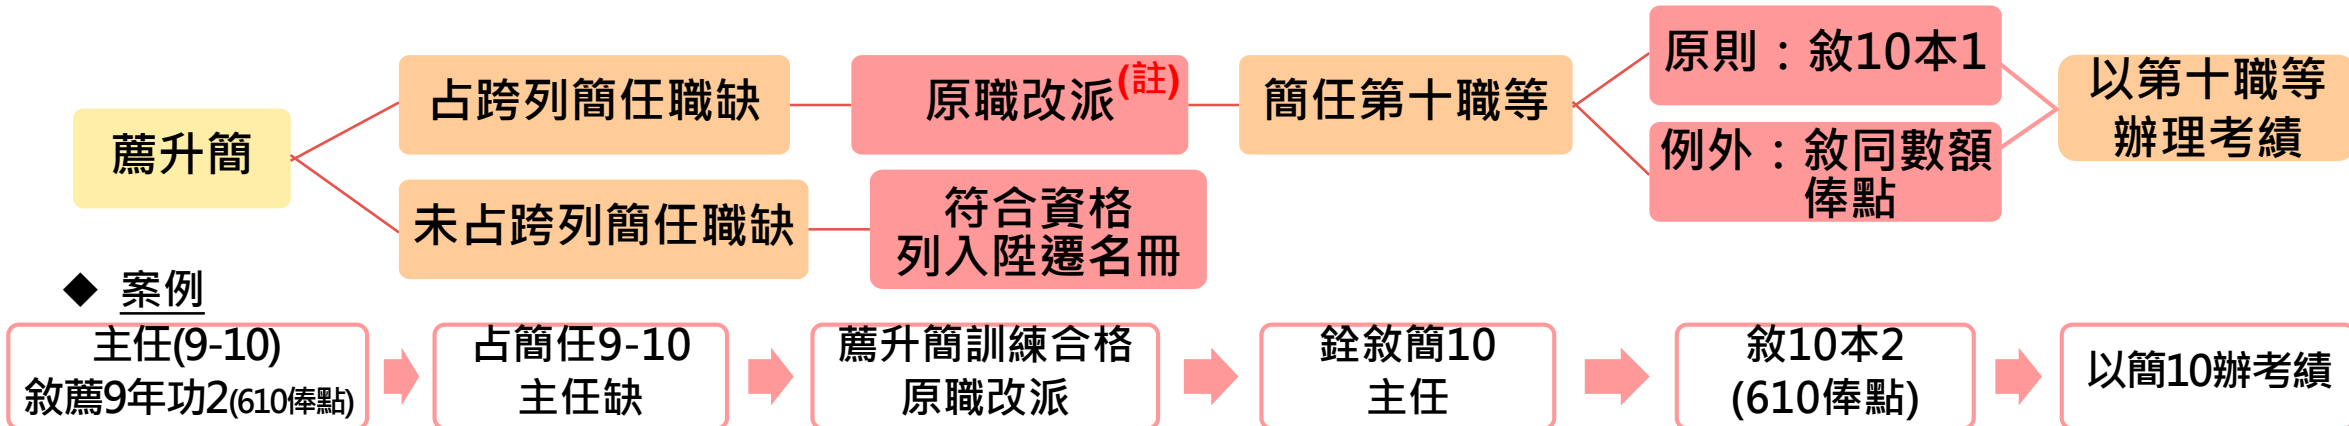 薦升簡
占跨列簡任職缺
原職改派(註)
簡任第十職等
原則：敘10本1
例外：敘同數額
俸點
以第十職等
辦理考績
未占跨列簡任職缺
符合資格
列入陞遷名冊
◆ 案例
主任(9-10)
敘薦9年功2(610俸點)
占簡任9-10
主任缺
薦升簡訓練合格
原職改派
銓敘簡10
主任
敘10本2
(610俸點)
以簡10辦考績